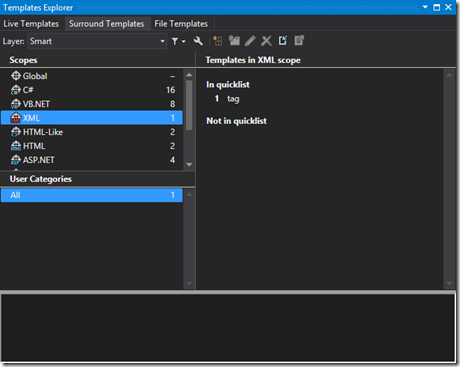 Templates Explorer
Live Templates Surround Templates File Templates
Layer: Smart
Scopes
Global –
C# 16
VB.NET 8
XML 1
HTML-Like 2
HTML 2
ASP.NET 4
User Categories
All 1
Templates in XML scope
In quicklist
1 tag
Not in quicklist